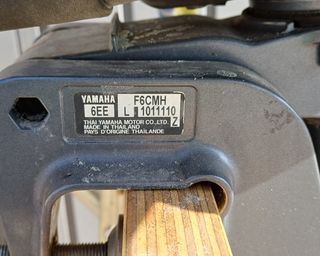 YAMAHA F6CMH
6EE L 1011110 Z
THAI YAMAHA MOTOR CO.,LTD.
MADE IN THAILAND
PAYS D'ORIGINE THAILANDE